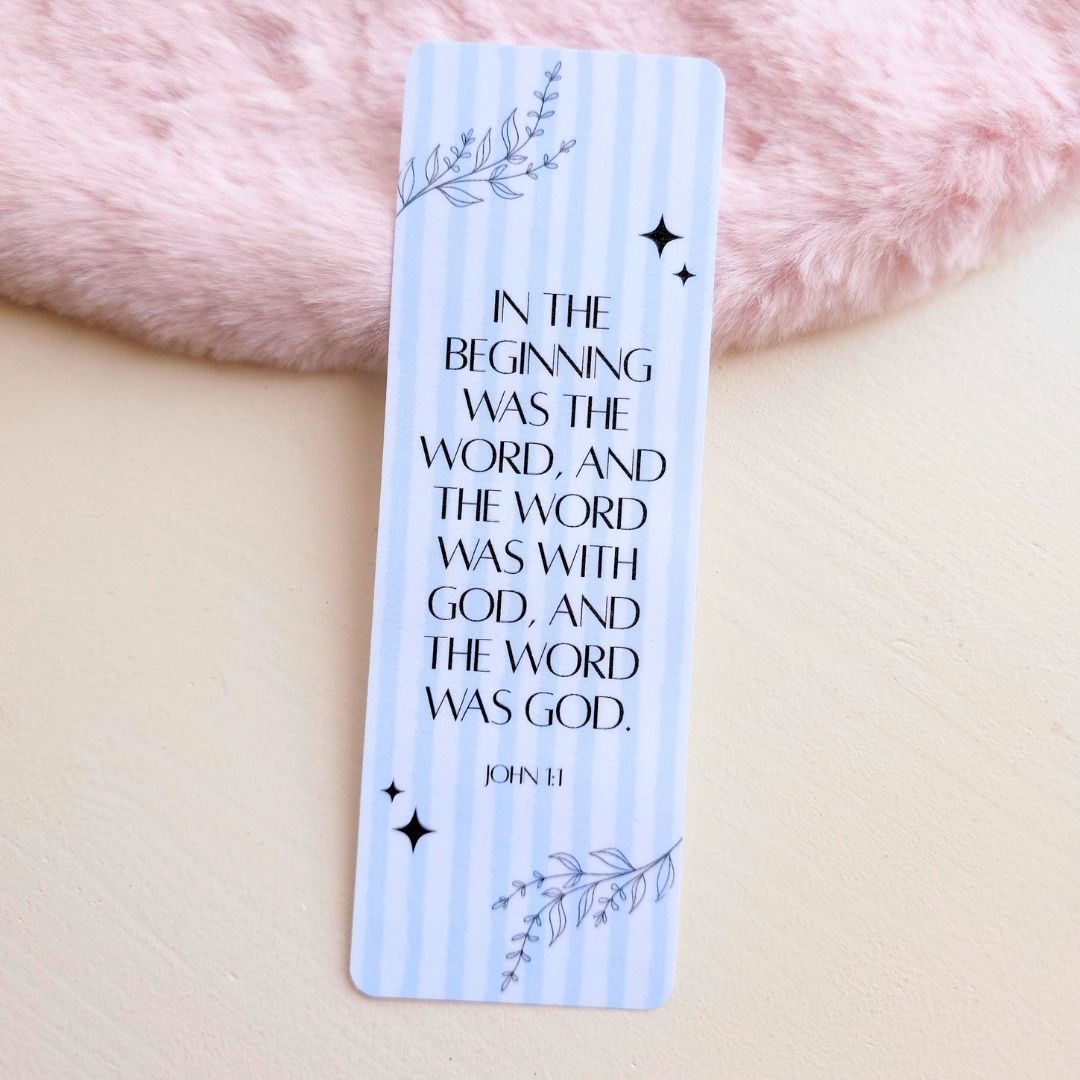 IN THE
BEGINNING
WAS THE
WORD, AND
THE WORD
WAS WITH
GOD, AND
THE WORD
WAS GOD.
JOHN 1:1